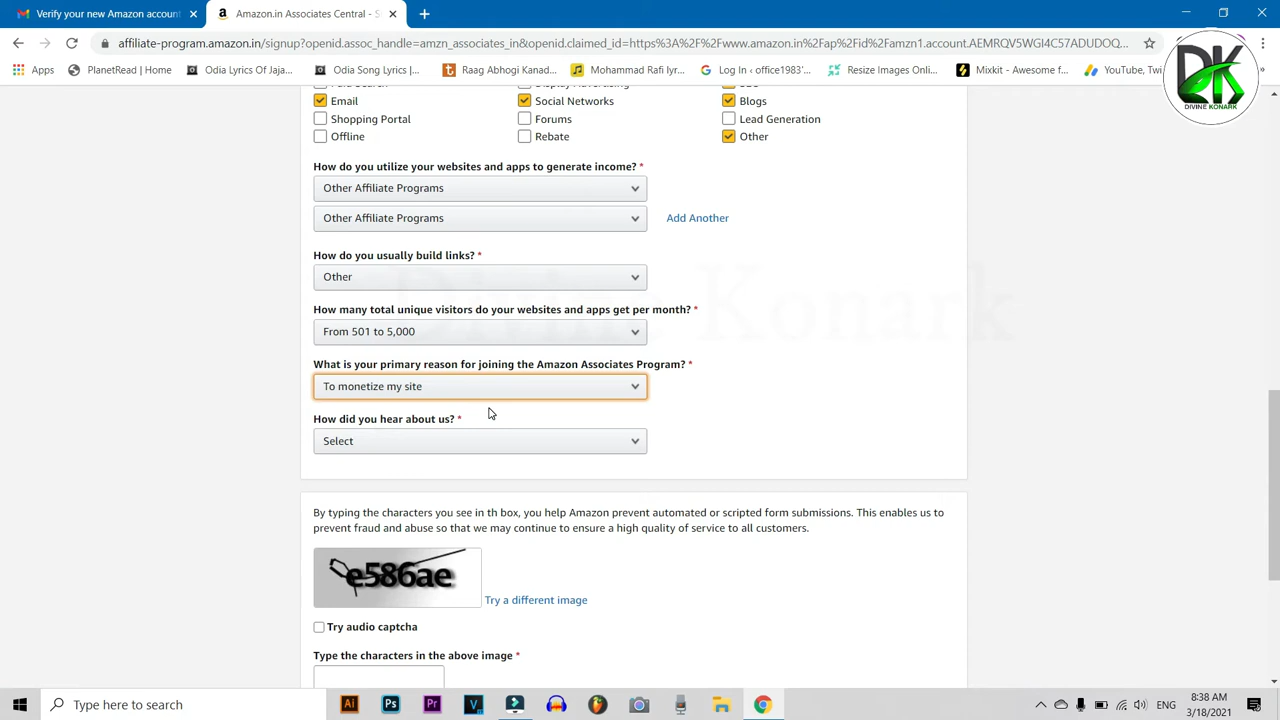 Verify your new Amazon account
Amazon.in Associates Central - S
affiliate-program.amazon.in/signup?openid.assoc_handle=amzn_associates_in&openid.claimed_id=https%3A%2F%2Fwww.amazon.in%2Fap%2Fid%2Famzn1.account.AEMRQV5WGI4C57ADUDOQ...
Apps
PlanetRead | Home
Odia Lyrics Of Jaja...
Odia Song Lyrics |...
Raag Abhogi
Mohammad Rafi lyr...
Log In ‹ office1983'...
Resize Images Onli...
Mixkit - Awesome f...
YouTube, Twi
DK
DIVINE KONARK
Display Advertising
Email
Social Networks
Blogs
Shopping Portal
Forums
Lead Generation
Offline
Rebate
Other
How do you utilize your websites and apps to generate income? *
Other Affiliate Programs
Other Affiliate Programs
Add Another
How do you usually build links? *
Other
Divine Konark
How many total unique visitors do your websites and apps get per month? *
From 501 to 5,000
What is your primary reason for joining the Amazon Associates Program? *
To monetize my site
How did you hear about us? *
Select
By typing the characters you see in th box, you help Amazon prevent automated or scripted form submissions. This enables us to
prevent fraud and abuse so that we may continue to ensure a high quality of service to all customers.
e586ae
Try a different image
Try audio captcha
Type the characters in the above image *
Type here to search
Ai
Ps
Pr
ENG
8:38 AM
3/18/2021